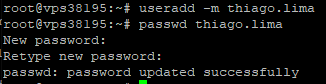 root@vps38195:~# useradd -m thiago.lima
root@vps38195:~# passwd thiago.lima
New password:
Retype new password:
passwd: password updated successfully